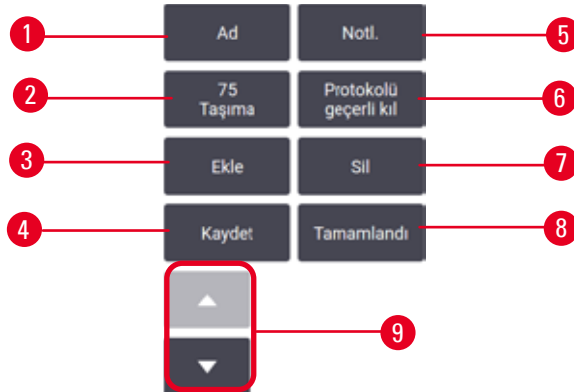 1
Ad
Notl.
5
2
75
Taşıma
Protokolü
geçerli kıl
6
3
Ekle
Sil
7
4
Kaydet
Tamamlandı
8
9